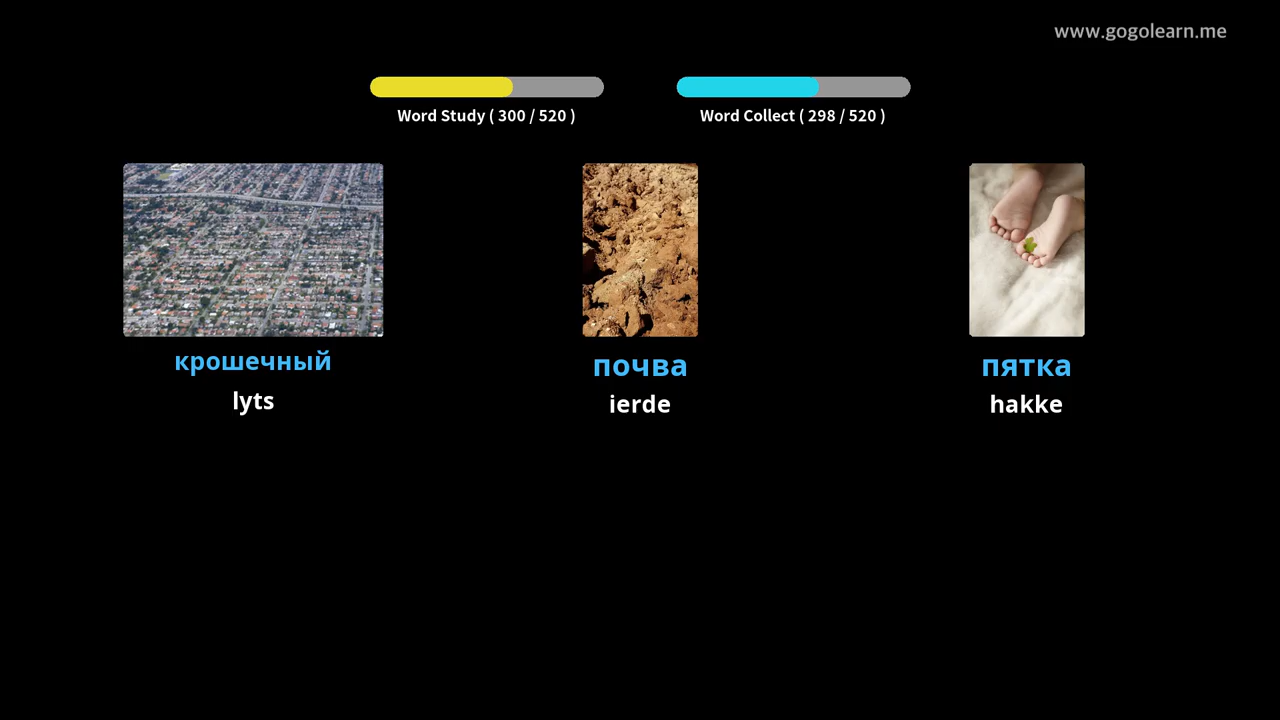 www.gogolearn.me
Word Study ( 300 / 520 )
Word Collect ( 298 / 520 )
крошечный
lyts
почва
ierde
пятка
hakke